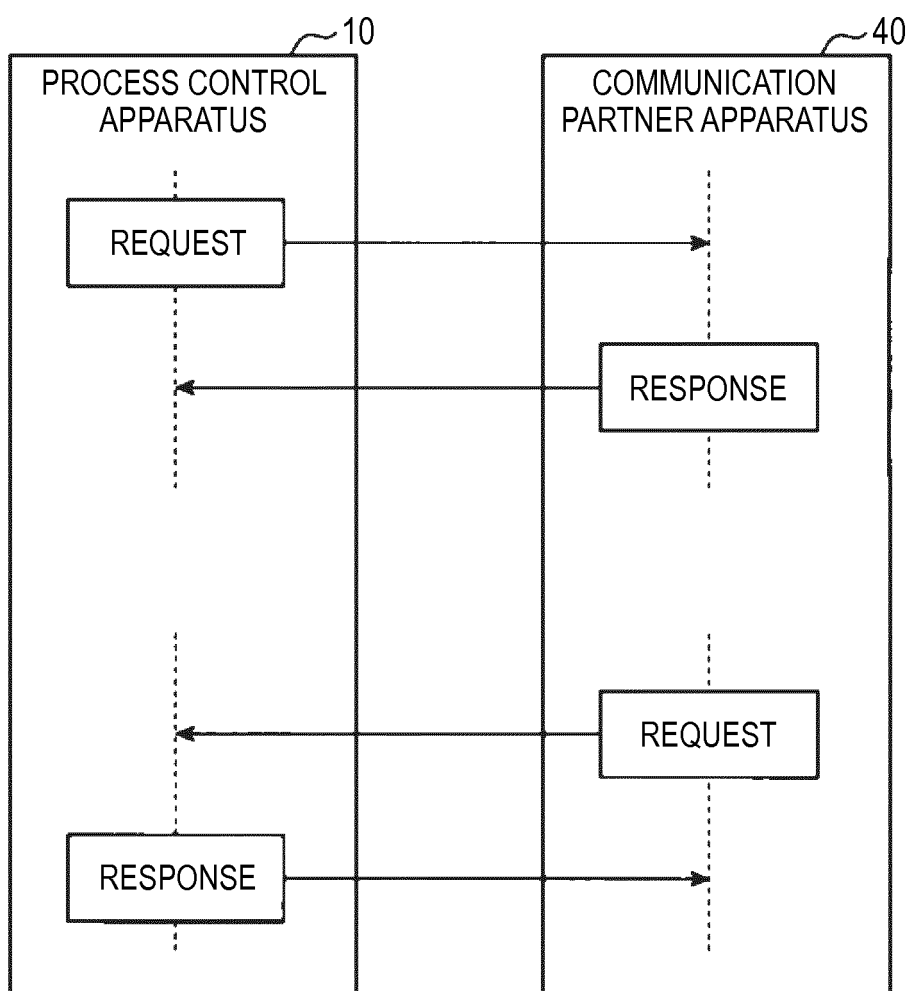 10
40
PROCESS CONTROL
APPARATUS
COMMUNICATION
PARTNER APPARATUS
REQUEST
RESPONSE
REQUEST
RESPONSE